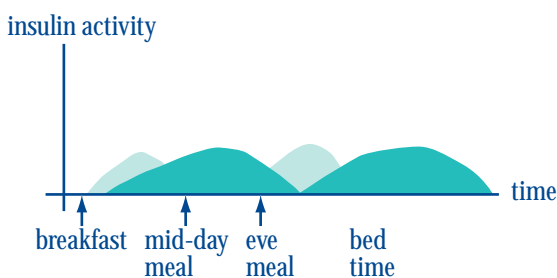 insulin activity
time
breakfast
mid-day
meal
eve
meal
bed
time